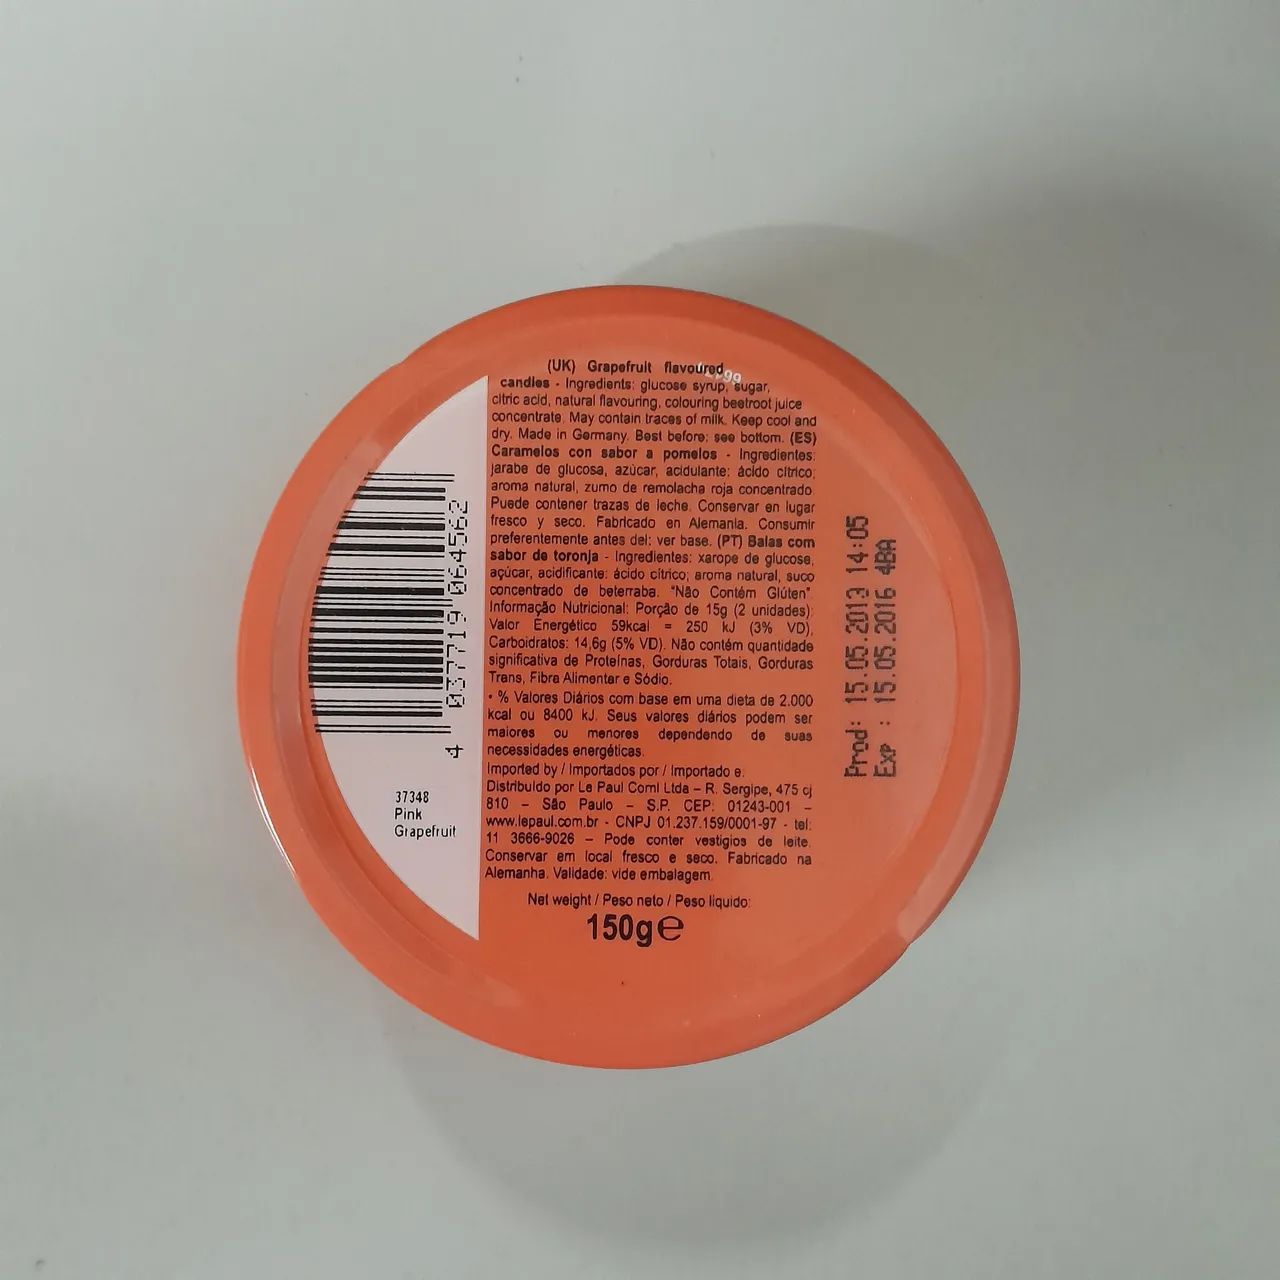 (UK) Grapefruit flavoured
candies - Ingredients: glucose syrup, sugar,
citric acid, natural flavouring, colouring beetroot juice
concentrate. May contain traces of milk. Keep cool and
dry. Made in Germany. Best before: see bottom. (ES)
Caramelos con sabor a pomelos - Ingredientes:
jarabe de glucosa, azúcar, acidulante: ácido cítrico;
aroma natural, zumo de remolacha roja concentrado.
Puede contener trazas de leche. Conservar en lugar
fresco y seco. Fabricado en Alemania. Consumir
preferentemente antes del: ver base. (PT) Balas com
sabor de toronja - Ingredientes: xarope de glucose,
açúcar, acidificante: ácido cítrico; aroma natural, suco
concentrado de beterraba. "Não Contém Glúten".
Informação Nutricional: Porção de 15g (2 unidades):
Valor Energético 59kcal = 250 kJ (3% VD),
Carboidratos: 14,6g (5% VD). Não contém quantidade
significativa de Proteínas, Gorduras Totais, Gorduras
Trans, Fibra Alimentar e Sódio.
• % Valores Diários com base em uma dieta de 2.000
kcal ou 8400 kJ. Seus valores diários podem ser
maiores ou menores dependendo de suas
necessidades energéticas.
Imported by / Importados por / Importado e.
Distribuído por Le Paul Coml Ltda – R. Sergipe, 475 cj
810 – São Paulo – S.P. CEP: 01243-001 –
www.lepaul.com.br - CNPJ 01.237.159/0001-97 - tel:
11 3666-9026 – Pode conter vestígios de leite.
Conservar em local fresco e seco. Fabricado na
Alemanha. Validade: vide embalagem.
Net weight / Peso neto / Peso líquido:
150g℮
4 037719 064562
37348
Pink
Grapefruit
Prod: 15.05.2013 14:05
Exp : 15.05.2016 4BA